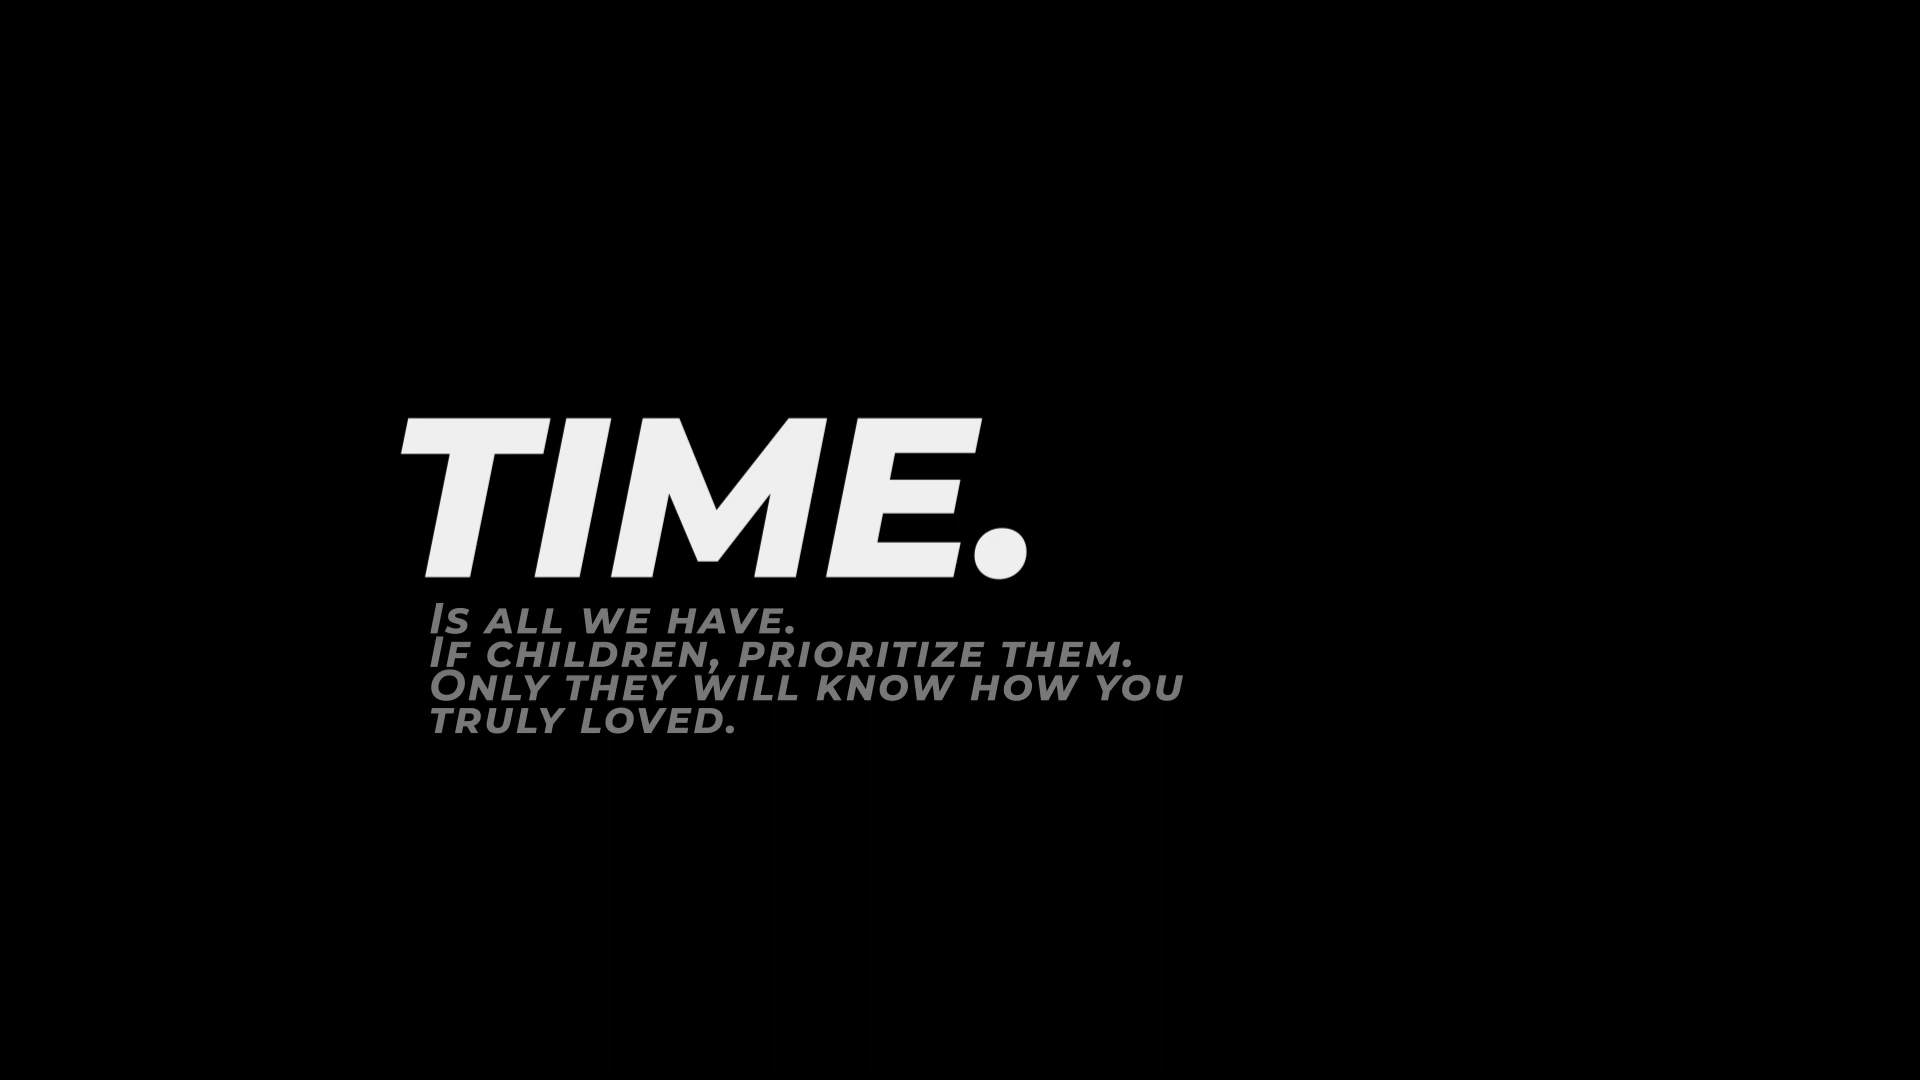 TIME.
Is all we have.
If children, prioritize them.
Only they will know how you
truly loved.